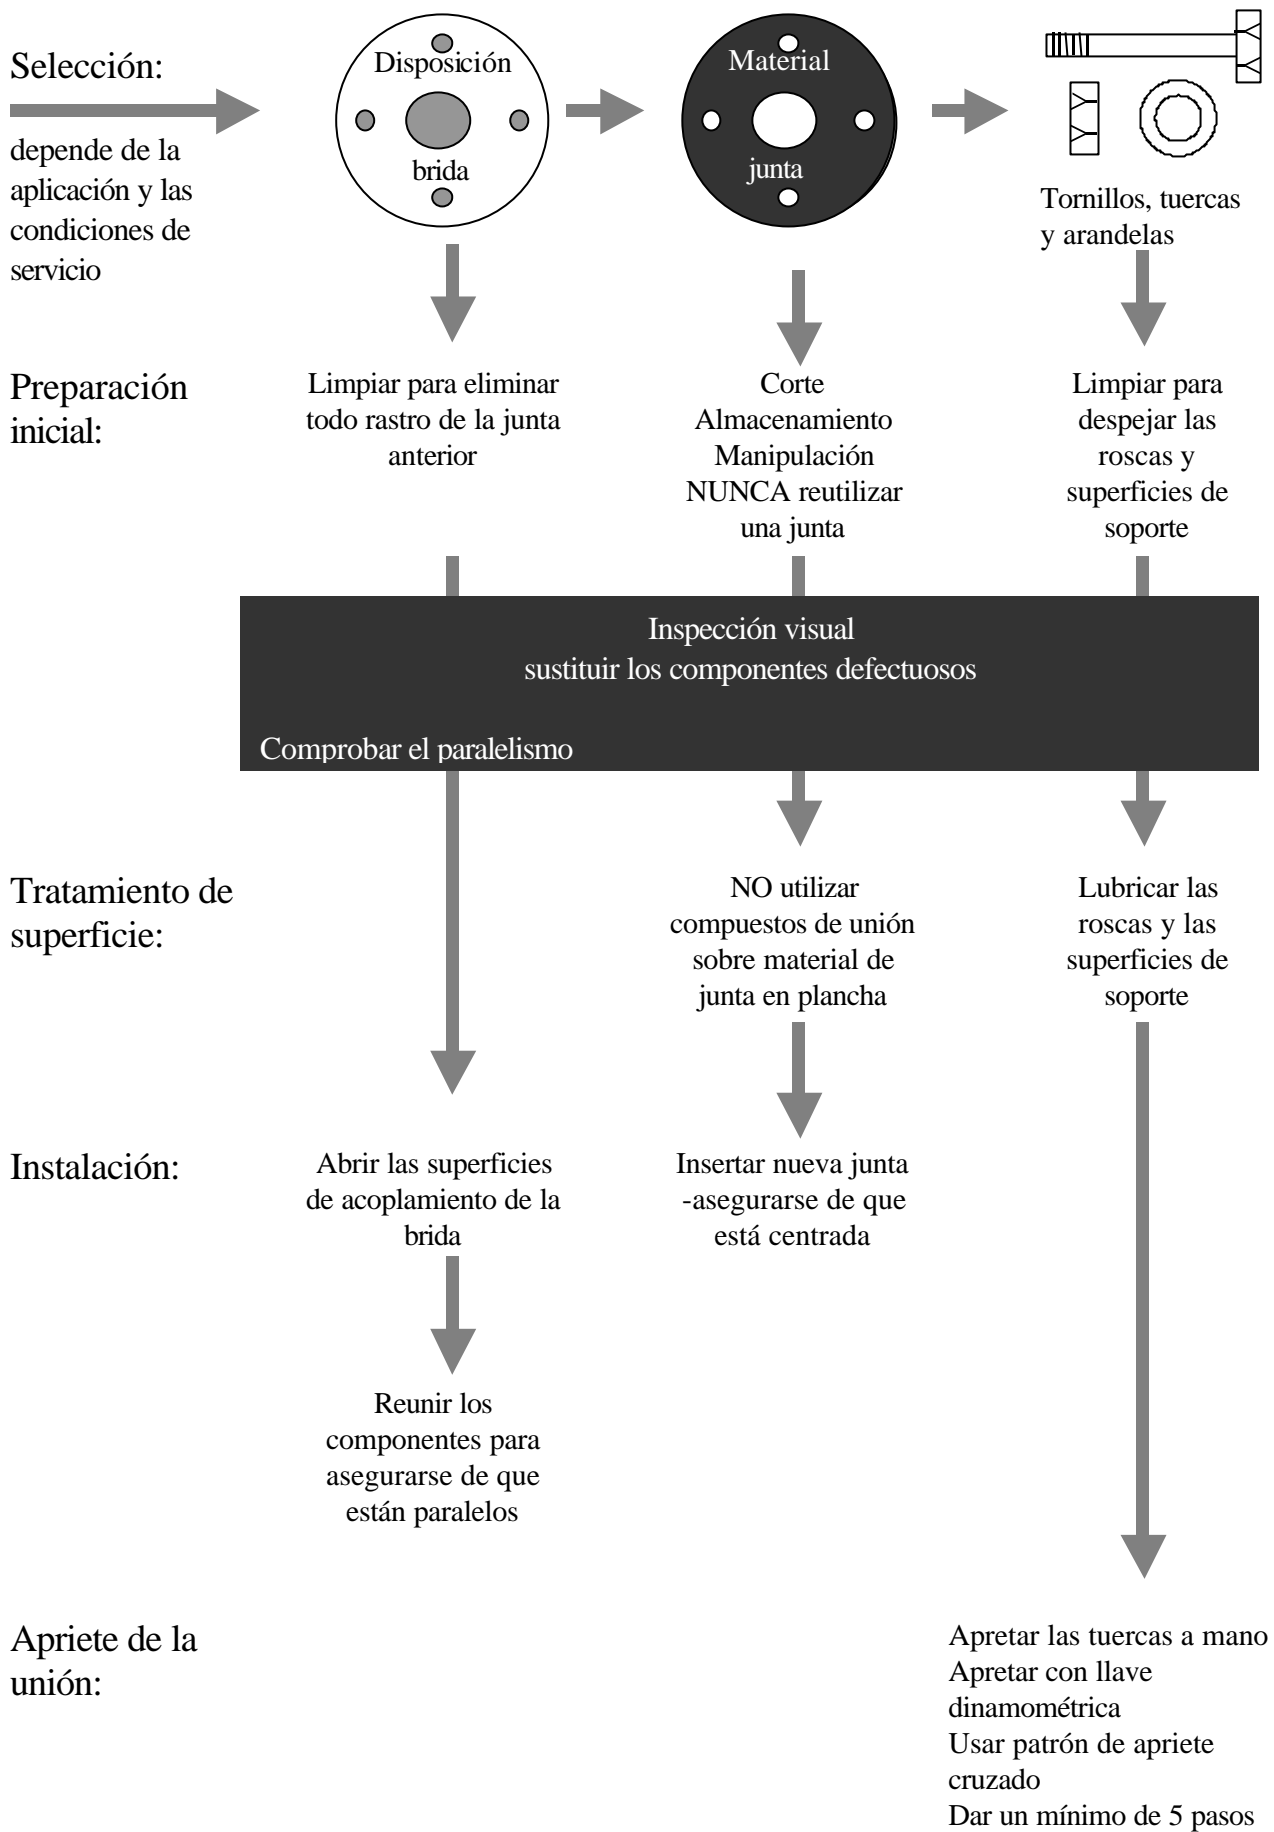 Selección:
depende de la
aplicación y las
condiciones de
servicio
Disposición
brida
Material
junta
Tornillos, tuercas
y arandelas
Preparación
inicial:
Limpiar para eliminar
todo rastro de la junta
anterior
Corte
Almacenamiento
Manipulación
NUNCA reutilizar
una junta
Limpiar para
despejar las
roscas y
superficies de
soporte
Inspección visual
sustituir los componentes defectuosos
Comprobar el paralelismo
Tratamiento de
superficie:
NO utilizar
compuestos de unión
sobre material de
junta en plancha
Lubricar las
roscas y las
superficies de
soporte
Instalación:
Abrir las superficies
de acoplamiento de la
brida
Insertar nueva junta
-asegurarse de que
está centrada
Reunir los
componentes para
asegurarse de que
están paralelos
Apriete de la
unión:
Apretar las tuercas a mano
Apretar con llave
dinamométrica
Usar patrón de apriete
cruzado
Dar un mínimo de 5 pasos